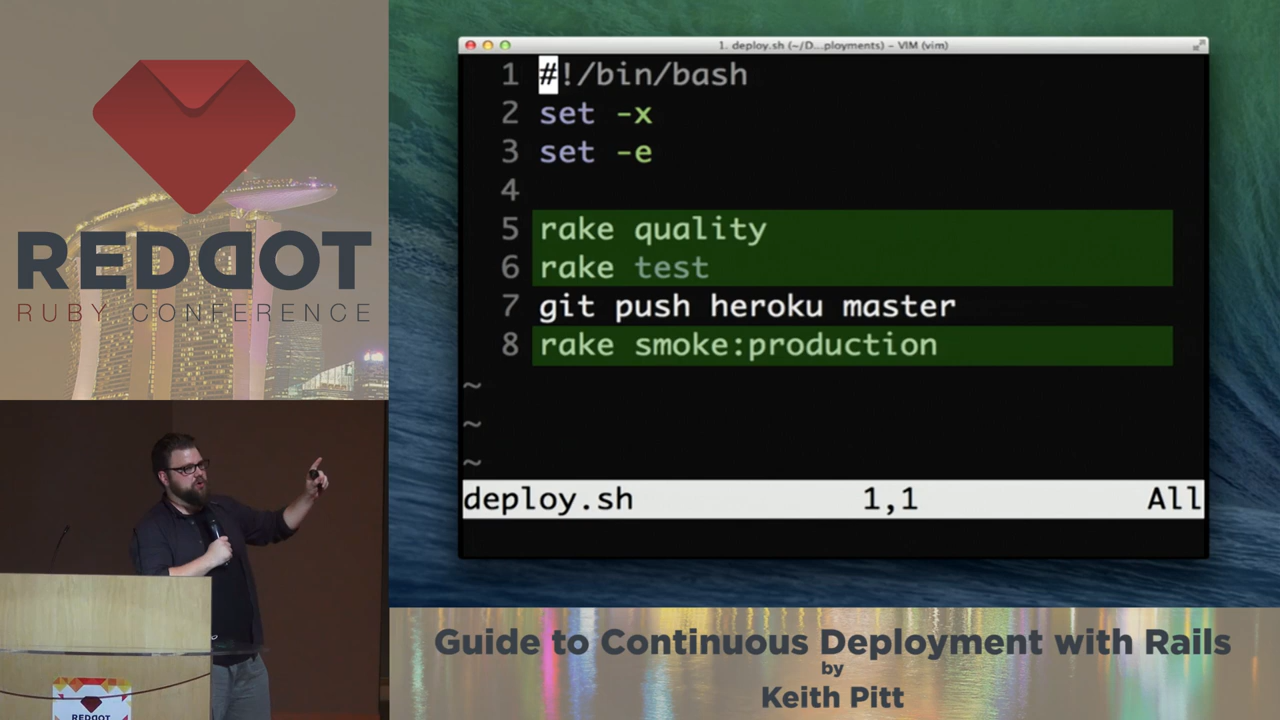 REDDOT
RUBY CONFERENCE
1. deploy.sh (~/D...ployments) – VIM (vim)
1 #!/bin/bash
2 set -x
3 set -e
4
5 rake quality
6 rake test
7 git push heroku master
8 rake smoke:production
~
~
~
deploy.sh 1,1 All
REDDOT
Guide to Continuous Deployment with Rails
by
Keith Pitt